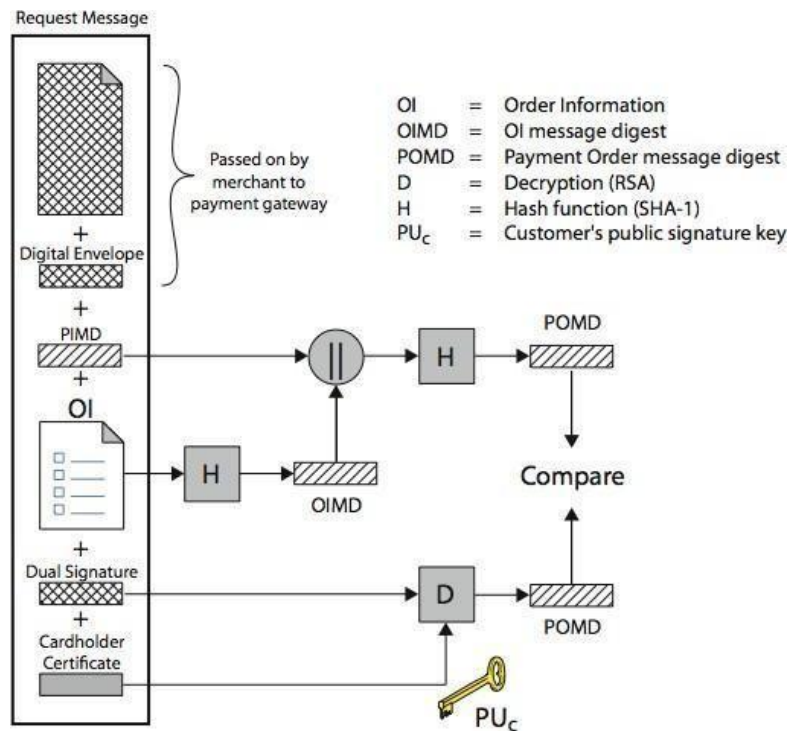 Request Message
Passed on by
merchant to
payment gateway
OI = Order Information
OIMD = OI message digest
POMD = Payment Order message digest
D = Decryption (RSA)
H = Hash function (SHA-1)
PUc = Customer's public signature key
+
Digital Envelope
+
PIMD
+
OI
||
H
POMD
H
OIMD
Compare
+
Dual Signature
D
POMD
+
Cardholder
Certificate
PUc